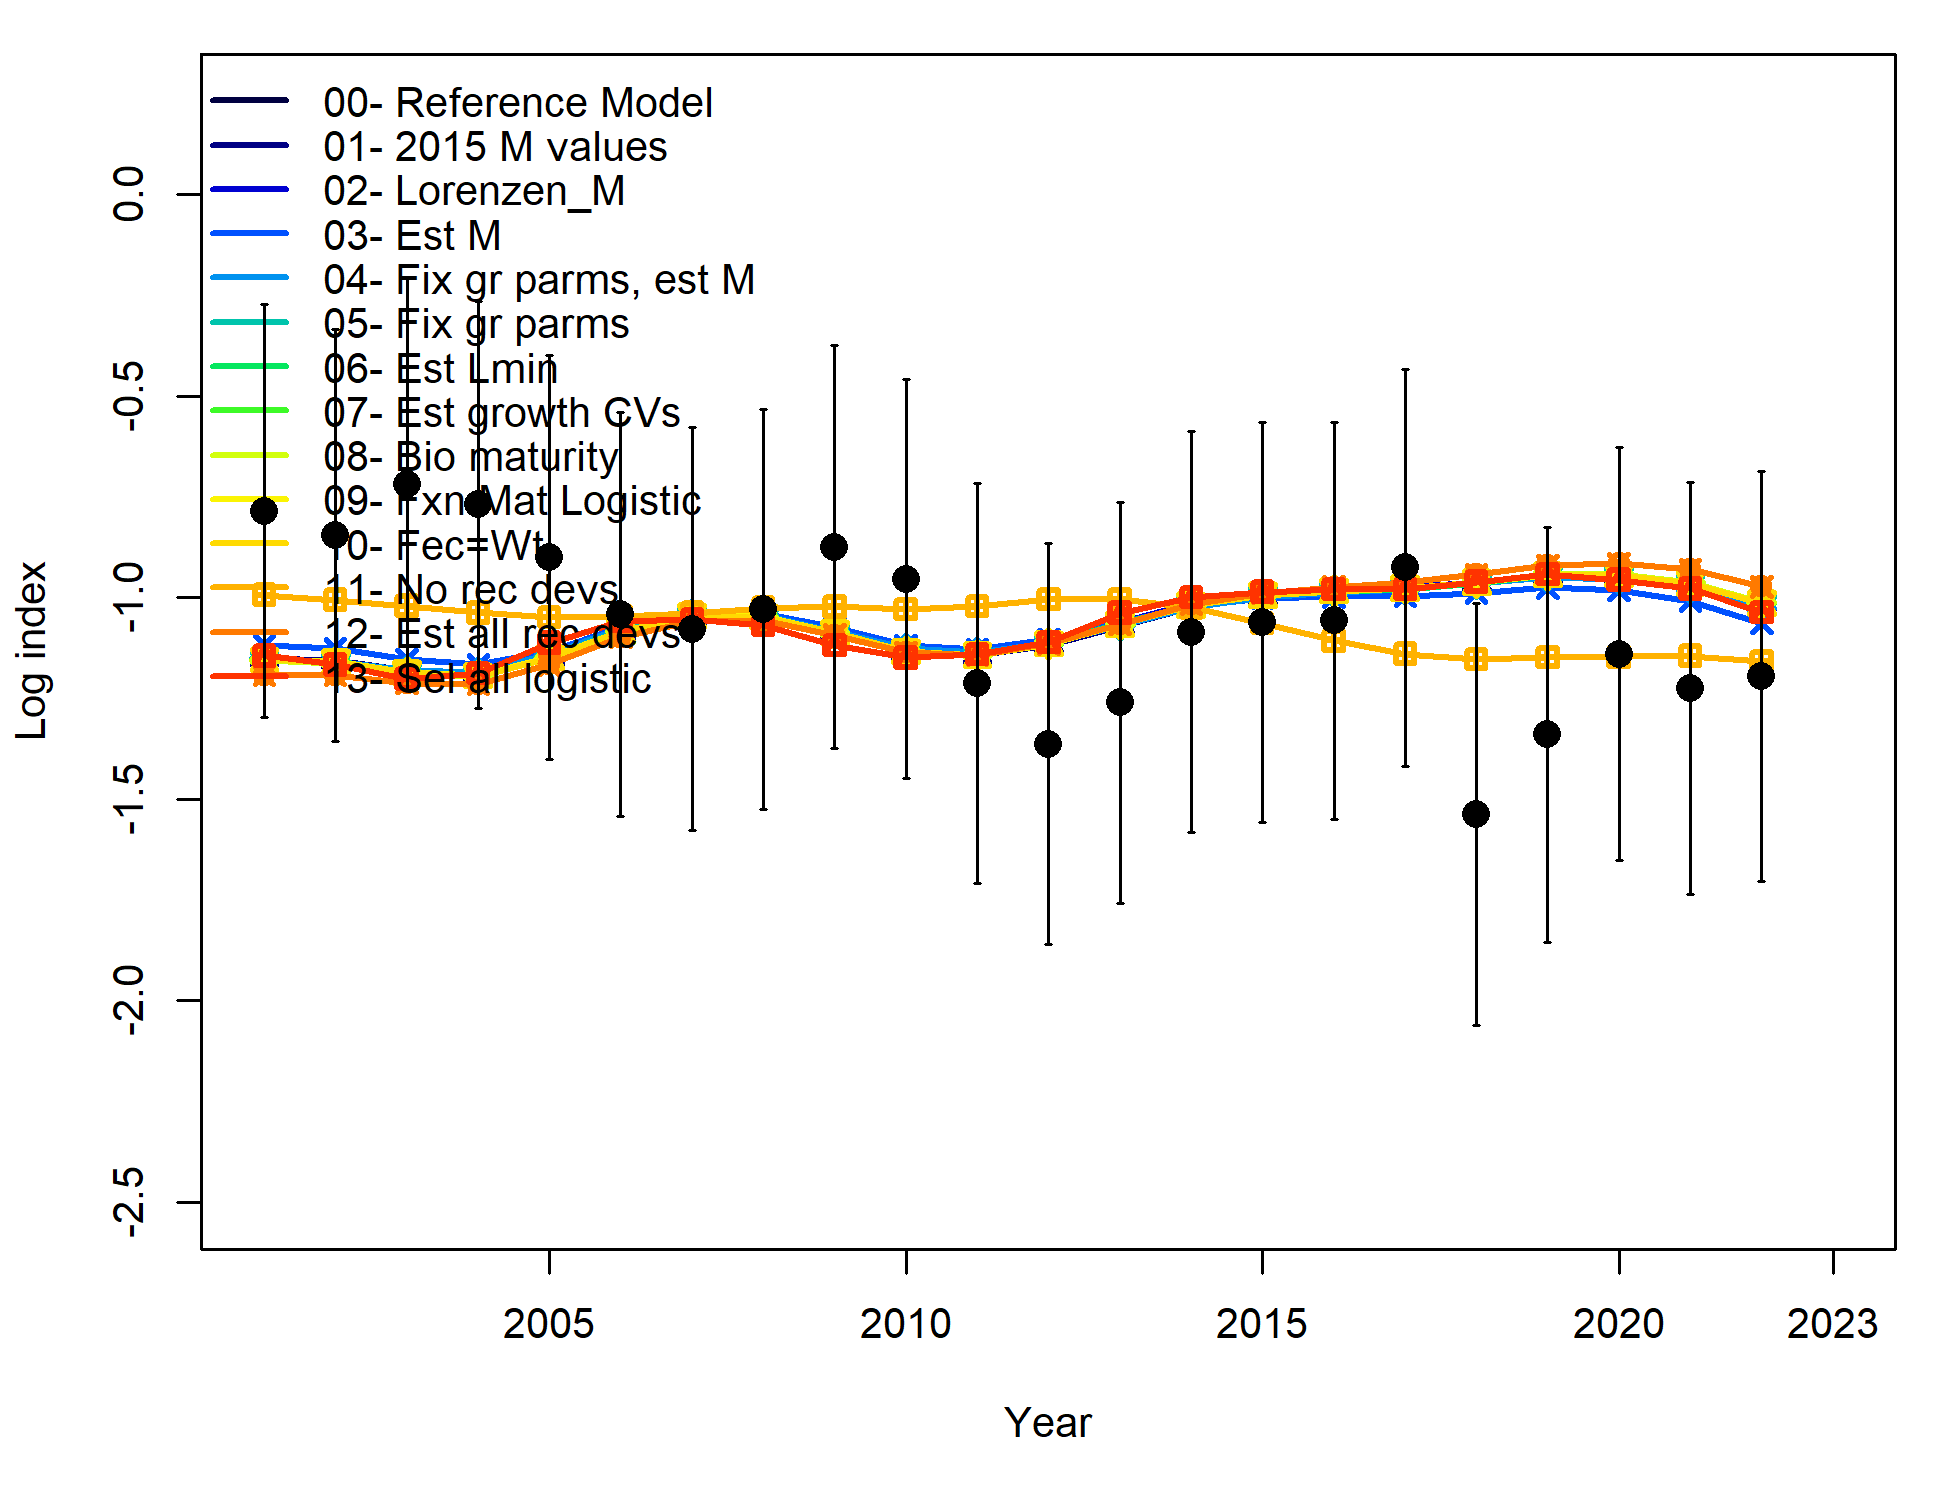 00- Reference Model
01- 2015 M values
02- Lorenzen_M
03- Est M
04- Fix gr parms, est M
05- Fix gr parms
06- Est Lmin
07- Est growth CVs
08- Bio maturity
09- Fxn Mat Logistic
10- Fec=Wt
11- No rec devs
12- Est all rec devs
13- Sel all logistic
Log index
0.0
-0.5
-1.0
-1.5
-2.0
-2.5
2005 2010 2015 2020 2023
Year